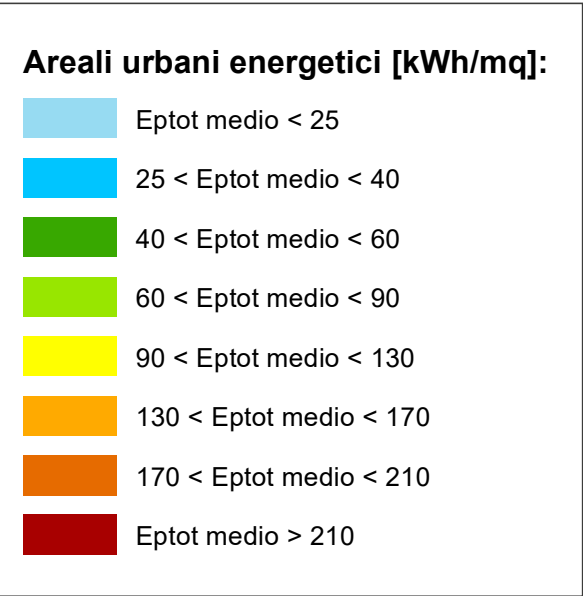 Areali urbani energetici [kWh/mq]:
Eptot medio < 25
25 < Eptot medio < 40
40 < Eptot medio < 60
60 < Eptot medio < 90
90 < Eptot medio < 130
130 < Eptot medio < 170
170 < Eptot medio < 210
Eptot medio > 210